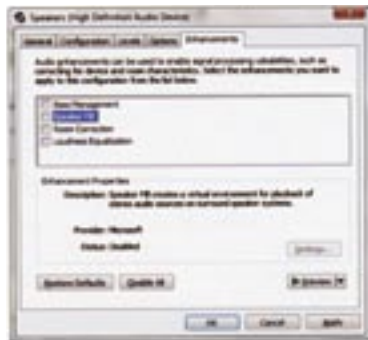 Speakers (High Definition Audio Device)
General Configuration Levels Options Enhancements
Audio enhancements can be used to enable signal processing capabilities, such as
correcting for device and room characteristics. Select the enhancements you want to
apply to this configuration from the list below.
Bass Management
Speaker Fill
Room Correction
Loudness Equalization
Enhancement Properties
Description: Speaker Fill creates a virtual environment for playback of
stereo audio sources on surround speaker systems.
Provider: Microsoft
Status: Disabled
Settings...
Restore Defaults Disable All Preview
OK Cancel Apply